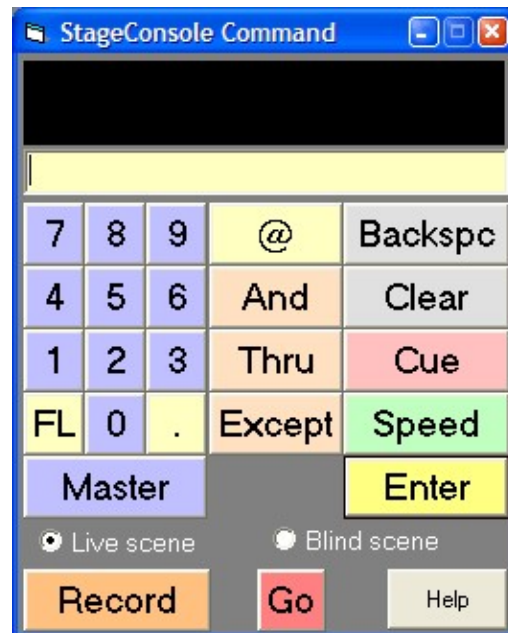 StageConsole Command
7 8 9 @ Backspc
4 5 6 And Clear
1 2 3 Thru Cue
FL 0 . Except Speed
Master Enter
Live scene Blind scene
Record Go Help